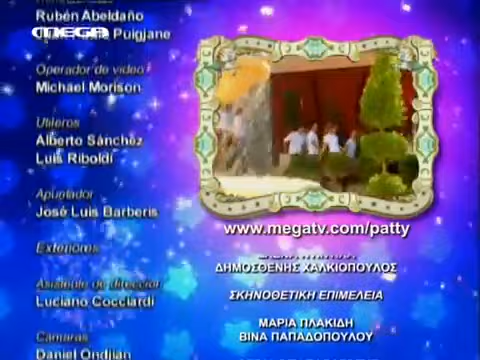 Rubén Abeldaño
MEGA
Puigjane
Operador de video
Michael Morison
Utileros
Alberto Sánchez
Luis Riboldi
Apuntador
José Luis Barberis
Exteriores
Asistente de dirección
Luciano Cocciardi
Cámaras
Daniel Ondjian
www.megatv.com/patty
ΔΗΜΟΣΘΕΝΗΣ ΧΑΛΚΙΟΠΟΥΛΟΣ
ΣΚΗΝΟΘΕΤΙΚΗ ΕΠΙΜΕΛΕΙΑ
ΜΑΡΙΑ ΠΛΑΚΙΔΗ
ΒΙΝΑ ΠΑΠΑΔΟΠΟΥΛΟΥ